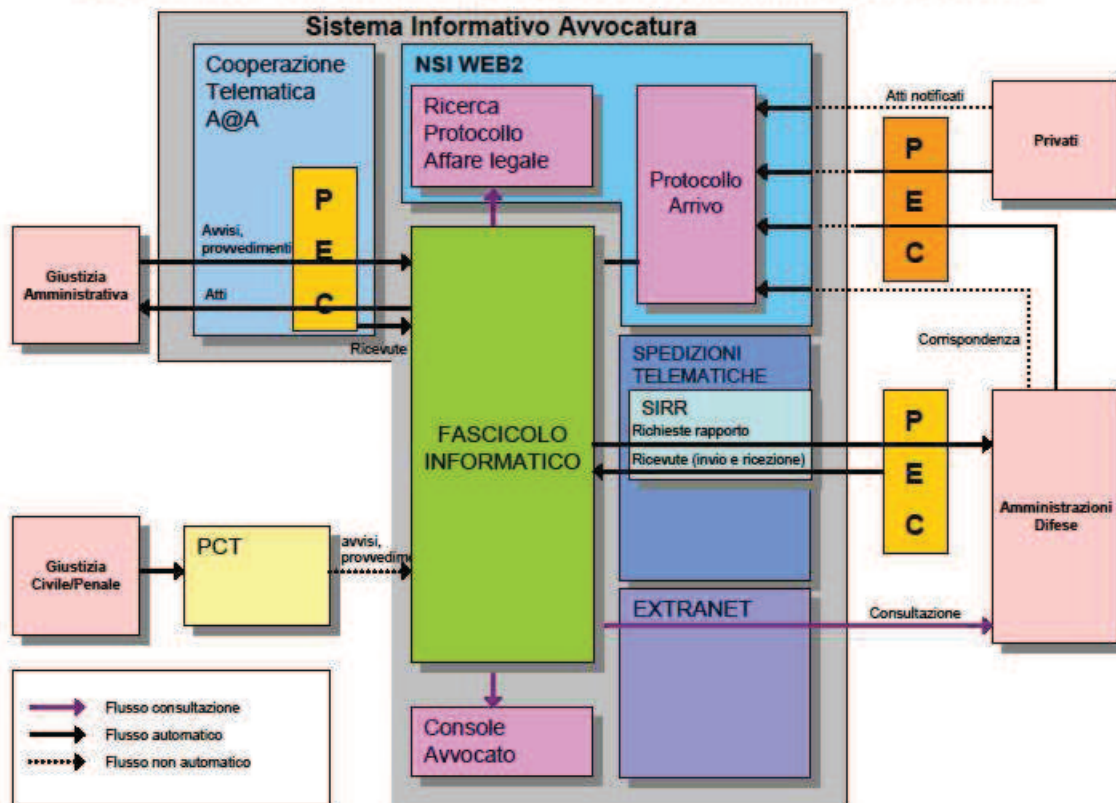 Sistema Informativo Avvocatura
Cooperazione
Telematica
A@A
P
E
C
NSI WEB2
Ricerca
Protocollo
Affare legale
Protocollo
Arrivo
Atti notificati
P
E
C
Privati
Giustizia
Amministrativa
Avvisi,
provvedimenti
Atti
Ricevute
Corrispondenza
FASCICOLO
INFORMATICO
SPEDIZIONI
TELEMATICHE
SIRR
Richieste rapporto
Ricevute (invio e ricezione)
P
E
C
Amministrazioni
Difese
Giustizia
Civile/Penale
PCT
avvisi,
provvedime
EXTRANET
Consultazione
Console
Avvocato
Flusso consultazione
Flusso automatico
Flusso non automatico